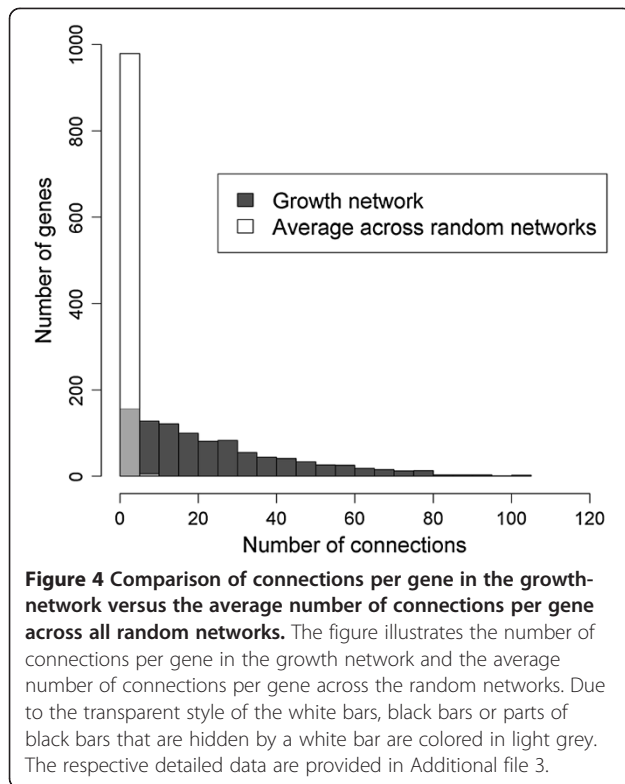 1000
800
600
400
200
0
Number of genes
Growth network
Average across random networks
0 20 40 60 80 100 120
Number of connections
Figure 4 Comparison of connections per gene in the growth-
network versus the average number of connections per gene
across all random networks. The figure illustrates the number of
connections per gene in the growth network and the average
number of connections per gene across the random networks. Due
to the transparent style of the white bars, black bars or parts of
black bars that are hidden by a white bar are colored in light grey.
The respective detailed data are provided in Additional file 3.